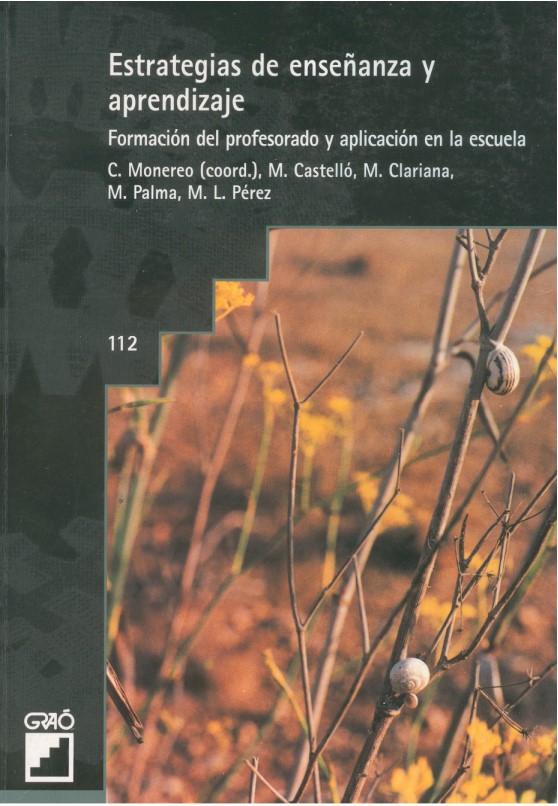 Estrategias de enseñanza y
aprendizaje
Formación del profesorado y aplicación en la escuela
C. Monereo (coord.), M. Castelló, M. Clariana,
M. Palma, M. L. Pérez
112
GRAÓ